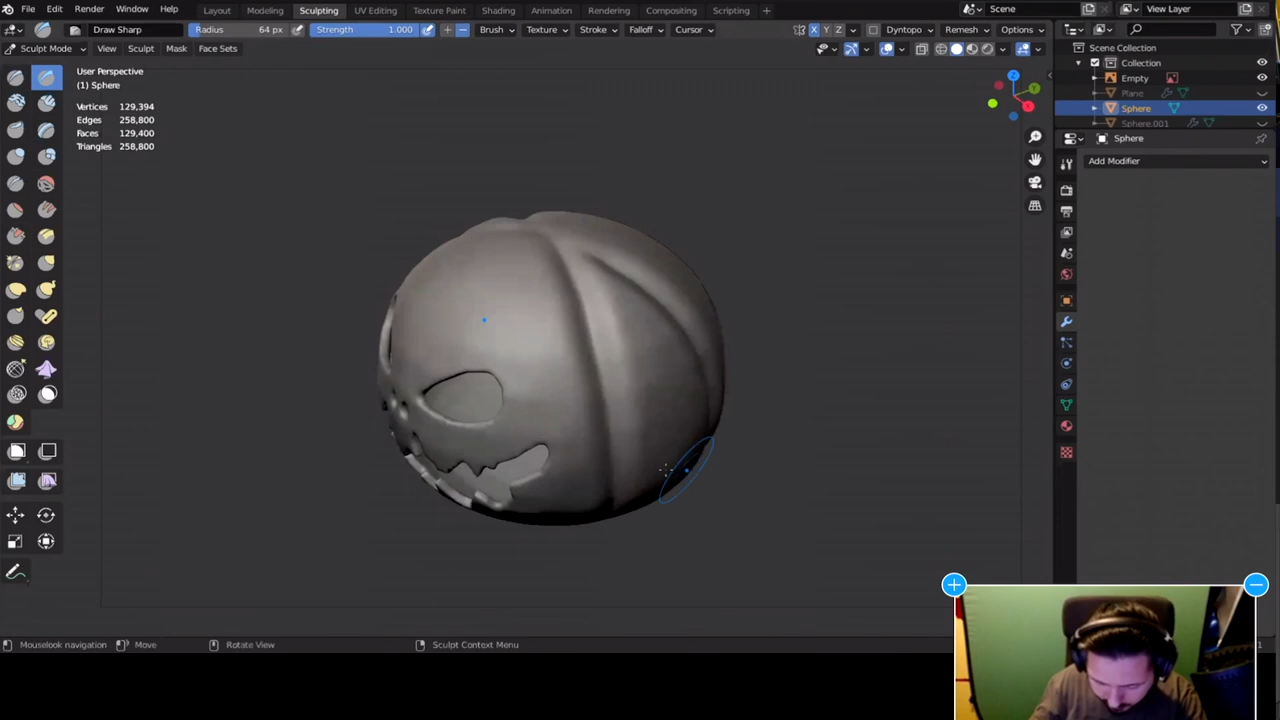 File Edit Render Window Help Layout Modeling Sculpting UV Editing Texture Paint Shading Animation Rendering Compositing Scripting + Scene View Layer
Draw Sharp Radius 64 px Strength 1.000 Brush Texture Stroke Falloff Cursor X Y Z Dyntopo Remesh Options
Sculpt Mode View Sculpt Mask Face Sets
User Perspective
(1) Sphere
Vertices 129,394
Edges 258,800
Faces 129,400
Triangles 258,800
Z
Y
X
Scene Collection
Collection
Empty
Plane
Sphere
Sphere.001
Sphere
Add Modifier
Mouselook navigation Move Rotate View Sculpt Context Menu